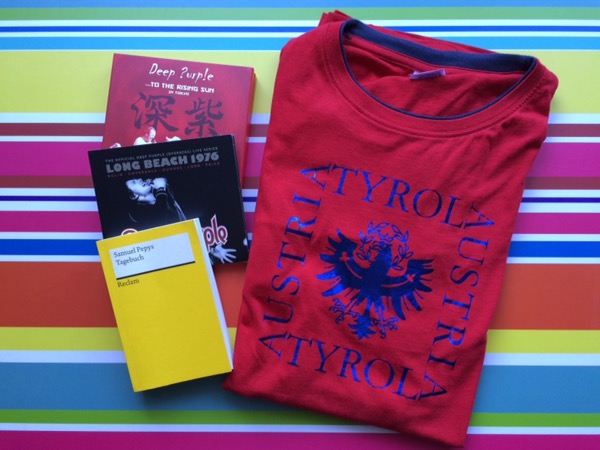 Deep Purple
...TO THE RISING SUN
IN TOKYO
深紫
THE OFFICIAL DEEP PURPLE (OVERSEAS) LIVE SERIES
LONG BEACH 1976
Samuel Pepys
Tagebuch
Reclam
TYROL
AUSTRIA
AUSTRIA
TYROL